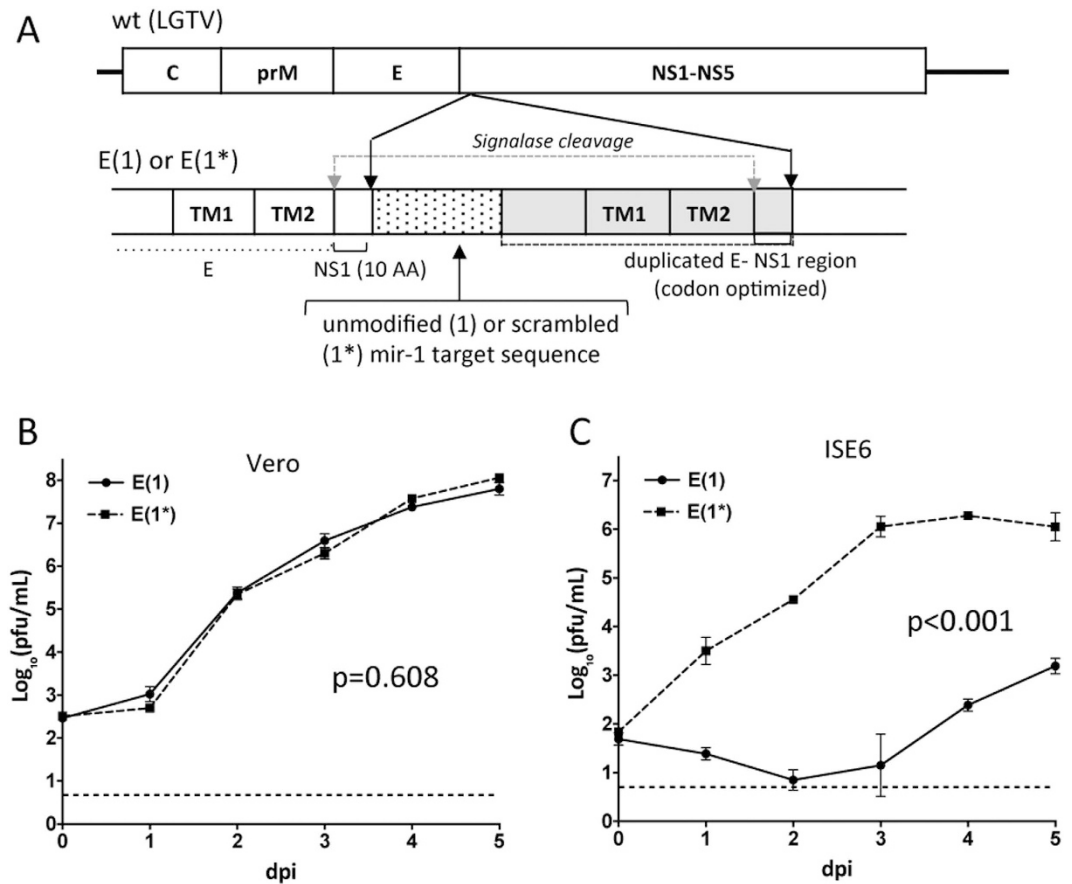 A
wt (LGTV)
C prM E NS1-NS5
Signalase cleavage
E(1) or E(1*)
TM1 TM2 TM1 TM2
E NS1 (10 AA) duplicated E- NS1 region
(codon optimized)
unmodified (1) or scrambled
(1*) mir-1 target sequence
B
Vero
E(1)
E(1*)
Log10(pfu/mL)
8
7
6
5
4
3
2
1
0
p=0.608
0 1 2 3 4 5
dpi
C
ISE6
E(1)
E(1*)
Log10(pfu/mL)
7
6
5
4
3
2
1
0
p<0.001
0 1 2 3 4 5
dpi